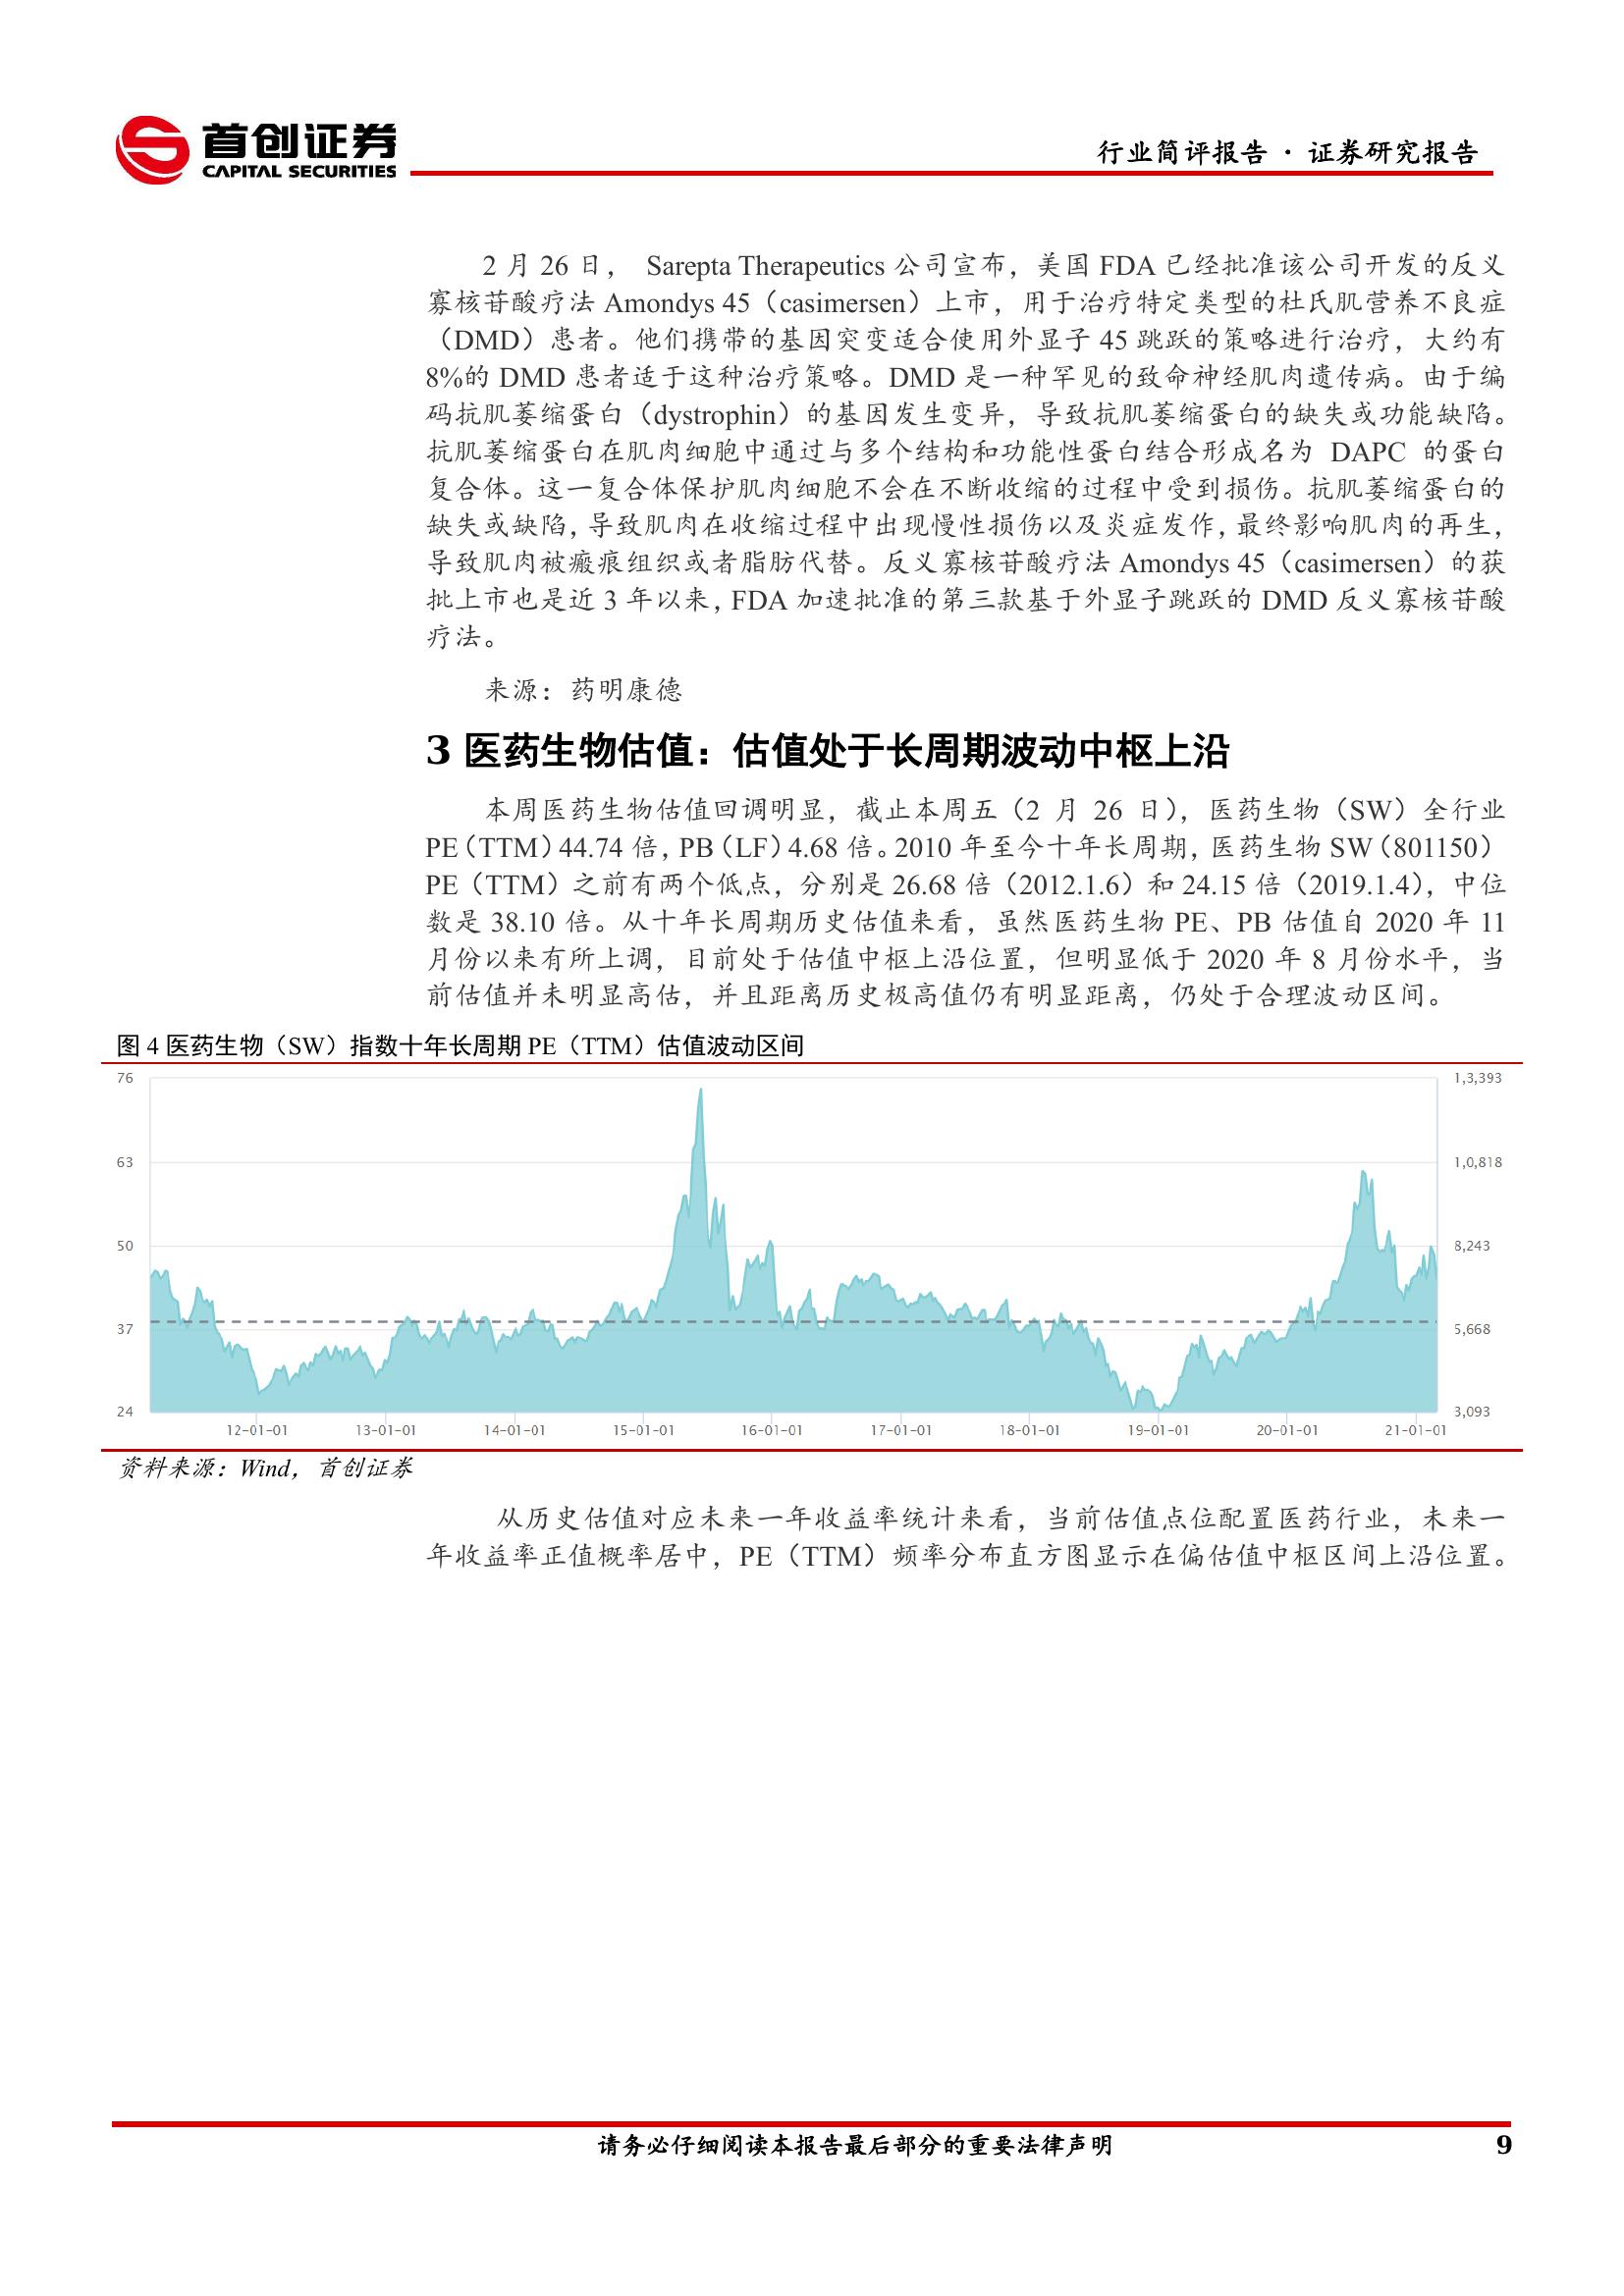 首创证券
CAPITAL SECURITIES
行业简评报告 · 证券研究报告
2 月 26 日， Sarepta Therapeutics 公司宣布，美国 FDA 已经批准该公司开发的反义
寡核苷酸疗法 Amondys 45（casimersen）上市，用于治疗特定类型的杜氏肌营养不良症
（DMD）患者。他们携带的基因突变适合使用外显子 45 跳跃的策略进行治疗，大约有
8%的 DMD 患者适于这种治疗策略。DMD 是一种罕见的致命神经肌肉遗传病。由于编
码抗肌萎缩蛋白（dystrophin）的基因发生变异，导致抗肌萎缩蛋白的缺失或功能缺陷。
抗肌萎缩蛋白在肌肉细胞中通过与多个结构和功能性蛋白结合形成名为 DAPC 的蛋白
复合体。这一复合体保护肌肉细胞不会在不断收缩的过程中受到损伤。抗肌萎缩蛋白的
缺失或缺陷，导致肌肉在收缩过程中出现慢性损伤以及炎症发作，最终影响肌肉的再生，
导致肌肉被瘢痕组织或者脂肪代替。反义寡核苷酸疗法 Amondys 45（casimersen）的获
批上市也是近 3 年以来，FDA 加速批准的第三款基于外显子跳跃的 DMD 反义寡核苷酸
疗法。
来源：药明康德
3 医药生物估值：估值处于长周期波动中枢上沿
本周医药生物估值回调明显，截止本周五（2 月 26 日），医药生物（SW）全行业
PE（TTM）44.74 倍，PB（LF）4.68 倍。2010 年至今十年长周期，医药生物 SW（801150）
PE（TTM）之前有两个低点，分别是 26.68 倍（2012.1.6）和 24.15 倍（2019.1.4），中位
数是 38.10 倍。从十年长周期历史估值来看，虽然医药生物 PE、PB 估值自 2020 年 11
月份以来有所上调，目前处于估值中枢上沿位置，但明显低于 2020 年 8 月份水平，当
前估值并未明显高估，并且距离历史极高值仍有明显距离，仍处于合理波动区间。
图 4 医药生物（SW）指数十年长周期 PE（TTM）估值波动区间
76 1,3,393
63 1,0,818
50 8,243
37 5,668
24 3,093
12-01-01 13-01-01 14-01-01 15-01-01 16-01-01 17-01-01 18-01-01 19-01-01 20-01-01 21-01-01
资料来源：Wind，首创证券
从历史估值对应未来一年收益率统计来看，当前估值点位配置医药行业，未来一
年收益率正值概率居中，PE（TTM）频率分布直方图显示在偏估值中枢区间上沿位置。
请务必仔细阅读本报告最后部分的重要法律声明 9